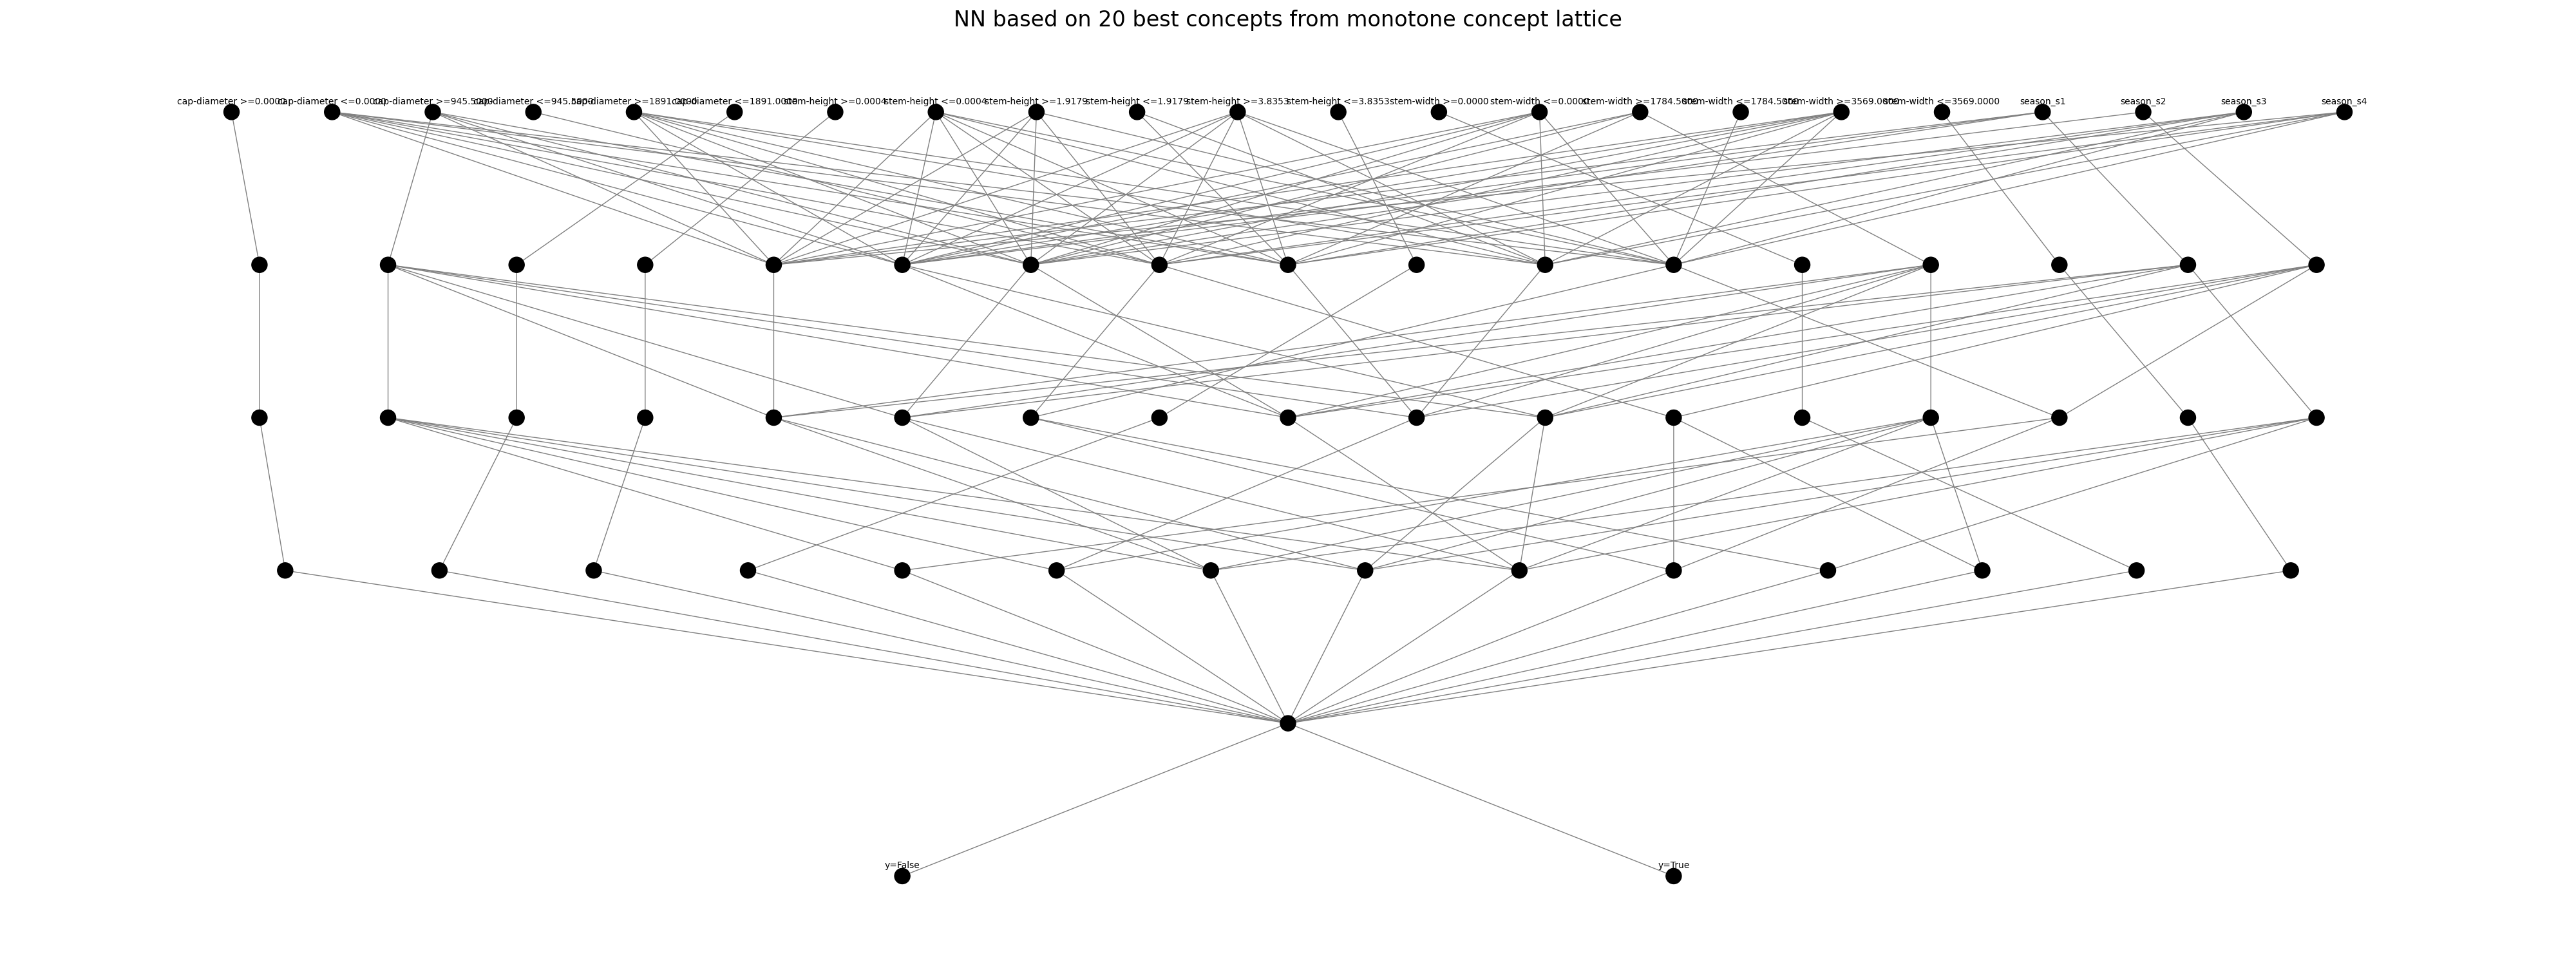 NN based on 20 best concepts from monotone concept lattice
cap-diameter >=0.0000 cap-diameter <=0.0000 cap-diameter >=945.5000 cap-diameter <=945.5000 cap-diameter >=1891.0000 cap-diameter <=1891.0000 stem-height >=0.0004 stem-height <=0.0004 stem-height >=1.9179 stem-height <=1.9179 stem-height >=3.8353 stem-height <=3.8353 stem-width >=0.0000 stem-width <=0.0000 stem-width >=1784.5000 stem-width <=1784.5000 stem-width >=3569.0000 stem-width <=3569.0000 season_s1 season_s2 season_s3 season_s4
y=False y=True